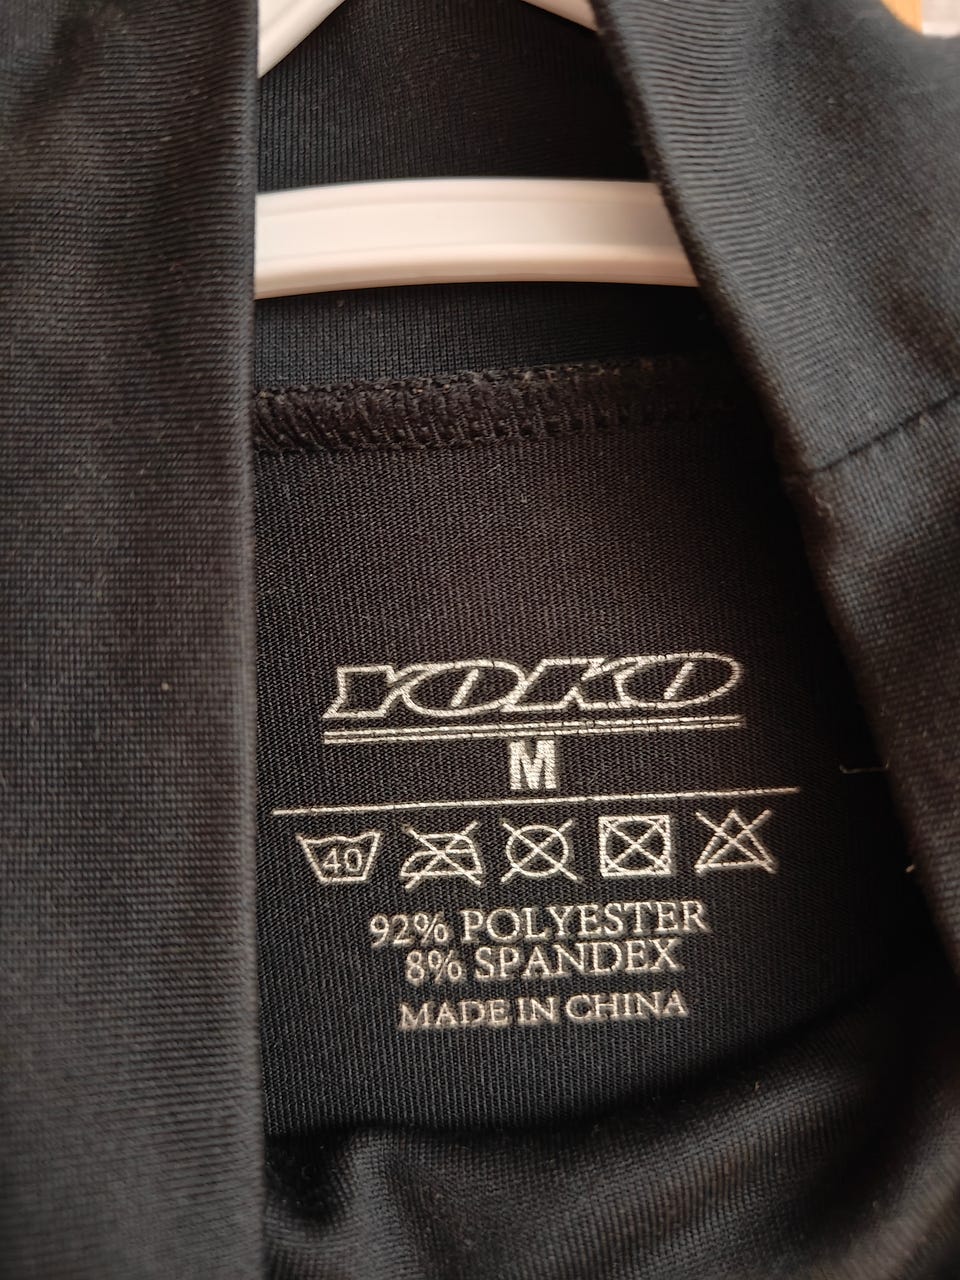 YOKO
M
40
92% POLYESTER
8% SPANDEX
MADE IN CHINA